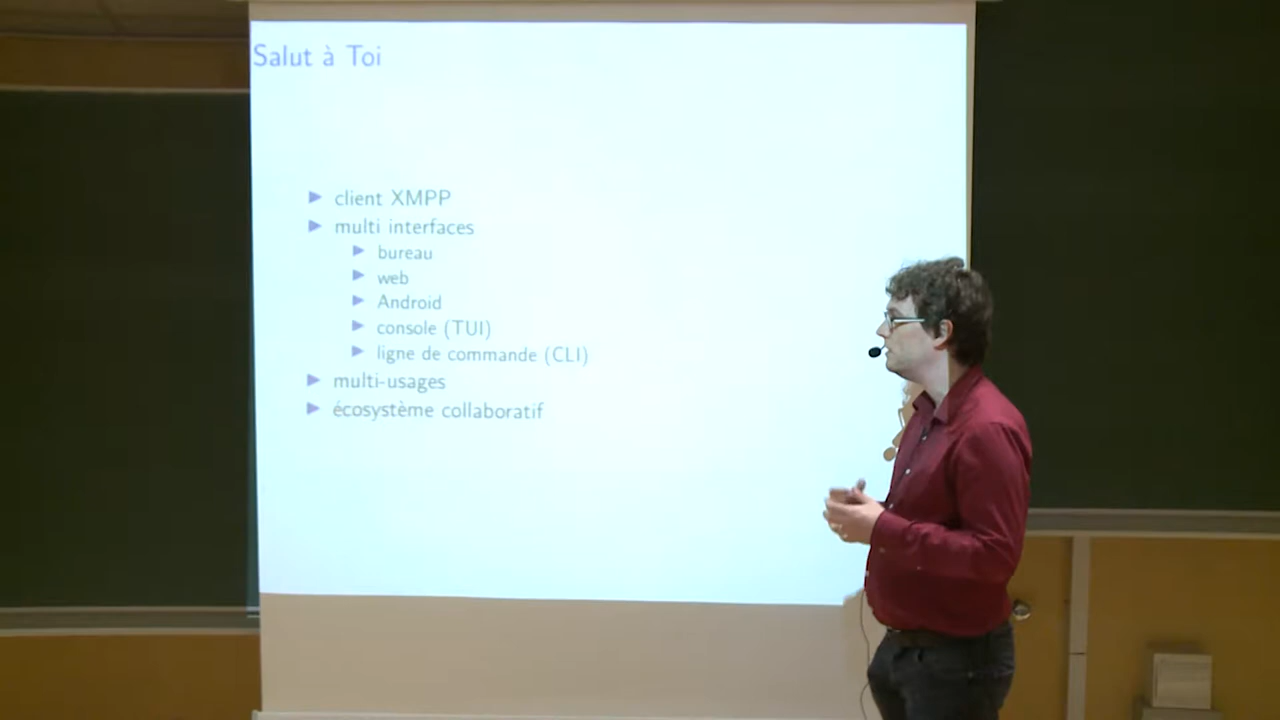 Salut à Toi
client XMPP
multi interfaces
bureau
web
Android
console (TUI)
ligne de commande (CLI)
multi-usages
écosystème collaboratif